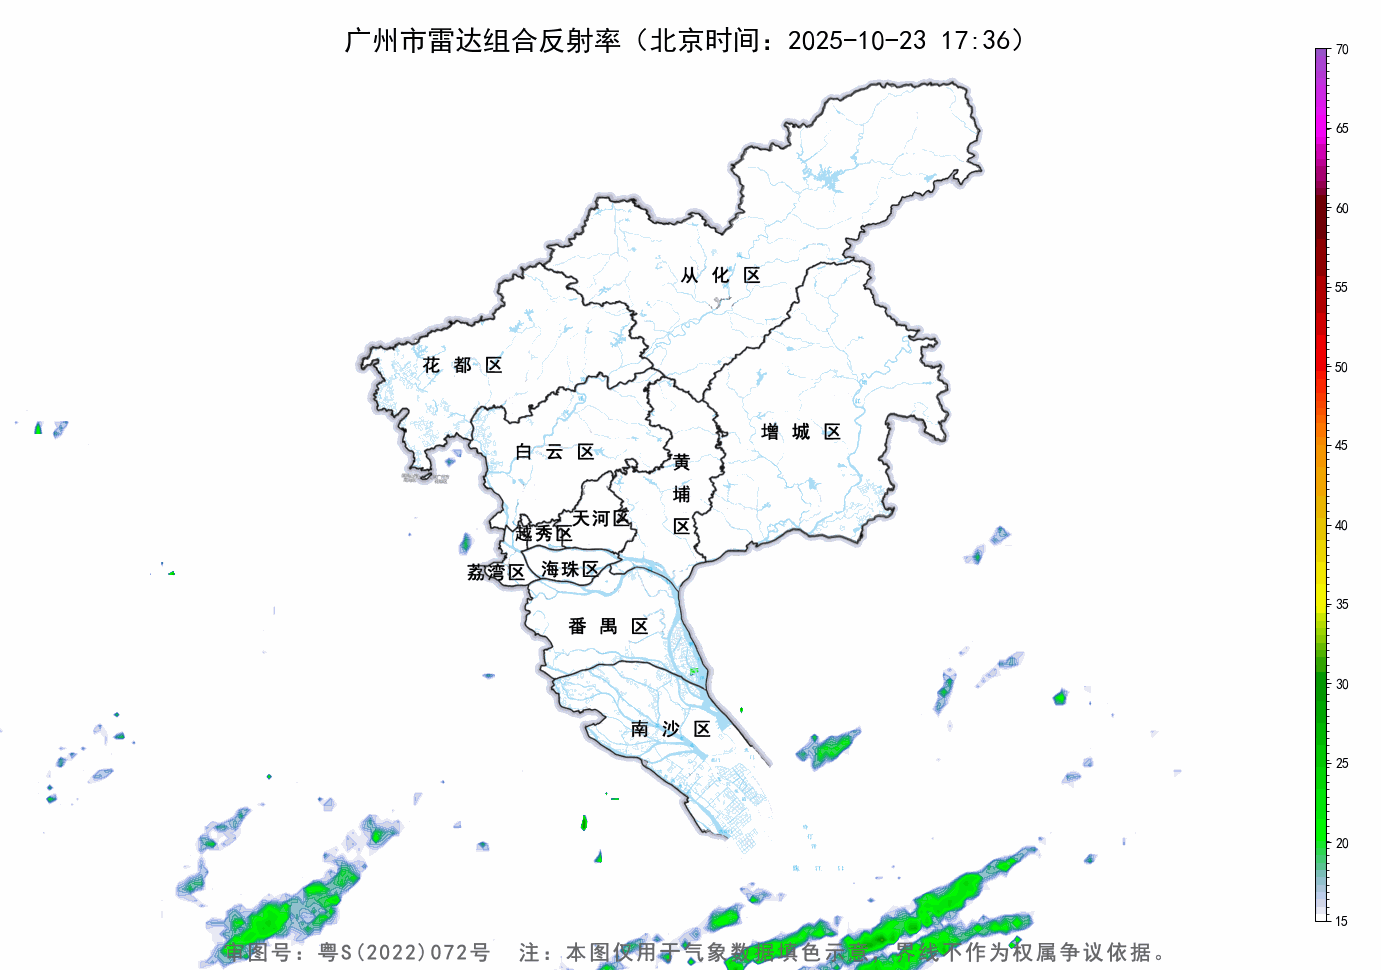 广州市雷达组合反射率（北京时间：2025-10-23 17:36）
70
65
60
55
50
45
40
35
30
25
20
15
从化区
花都区
增城区
白云区
黄埔区
天河区
越秀区
荔湾区
海珠区
番禺区
南沙区
审图号：粤S(2022)072号 注：本图仅用于气象数据填色示意，界线不作为权属争议依据。